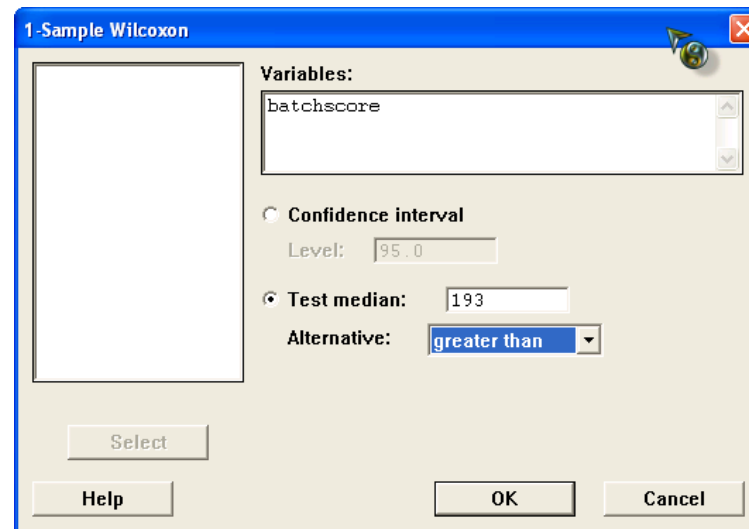 1-Sample Wilcoxon
Variables:
batchscore
Confidence interval
Level: 95.0
Test median: 193
Alternative: greater than
Select
Help OK Cancel